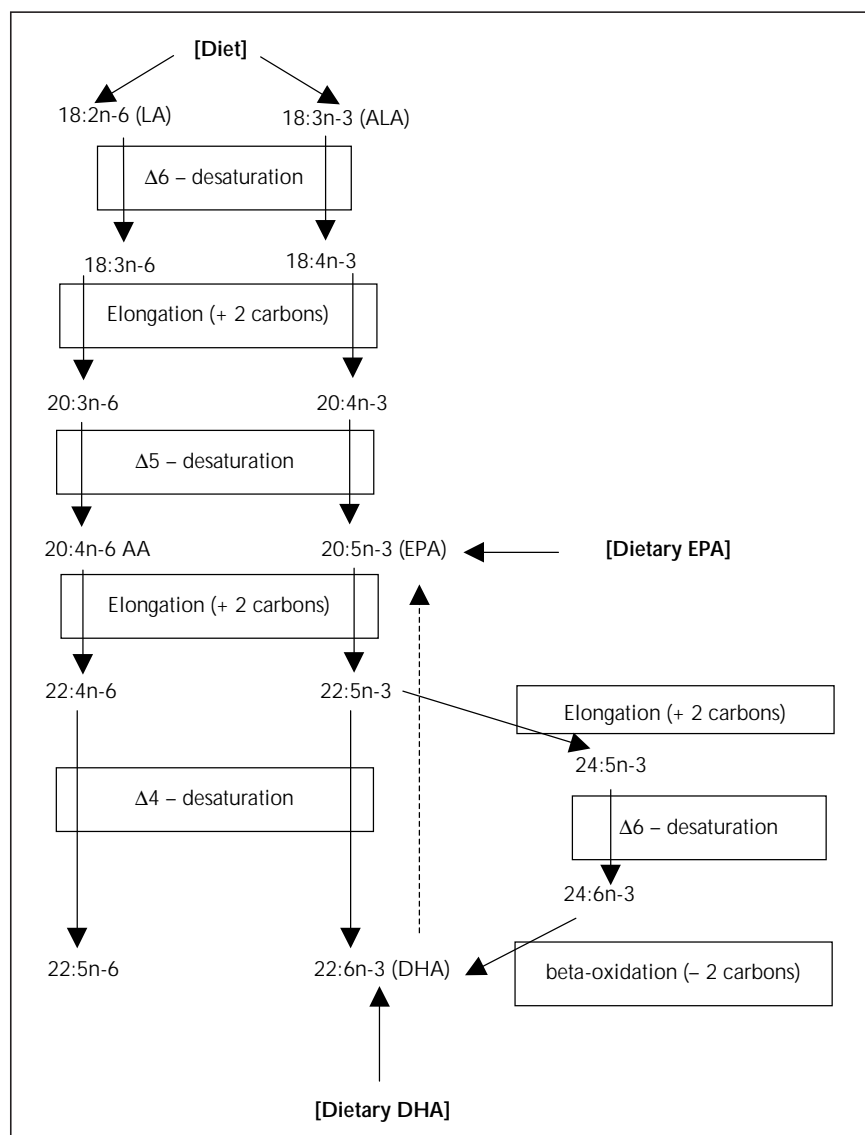 [Diet]
18:2n-6 (LA)
18:3n-3 (ALA)
Δ6 – desaturation
18:3n-6
18:4n-3
Elongation (+ 2 carbons)
20:3n-6
20:4n-3
Δ5 – desaturation
20:4n-6 AA
20:5n-3 (EPA)
[Dietary EPA]
Elongation (+ 2 carbons)
22:4n-6
22:5n-3
Elongation (+ 2 carbons)
24:5n-3
Δ4 – desaturation
Δ6 – desaturation
24:6n-3
22:5n-6
22:6n-3 (DHA)
beta-oxidation (– 2 carbons)
[Dietary DHA]